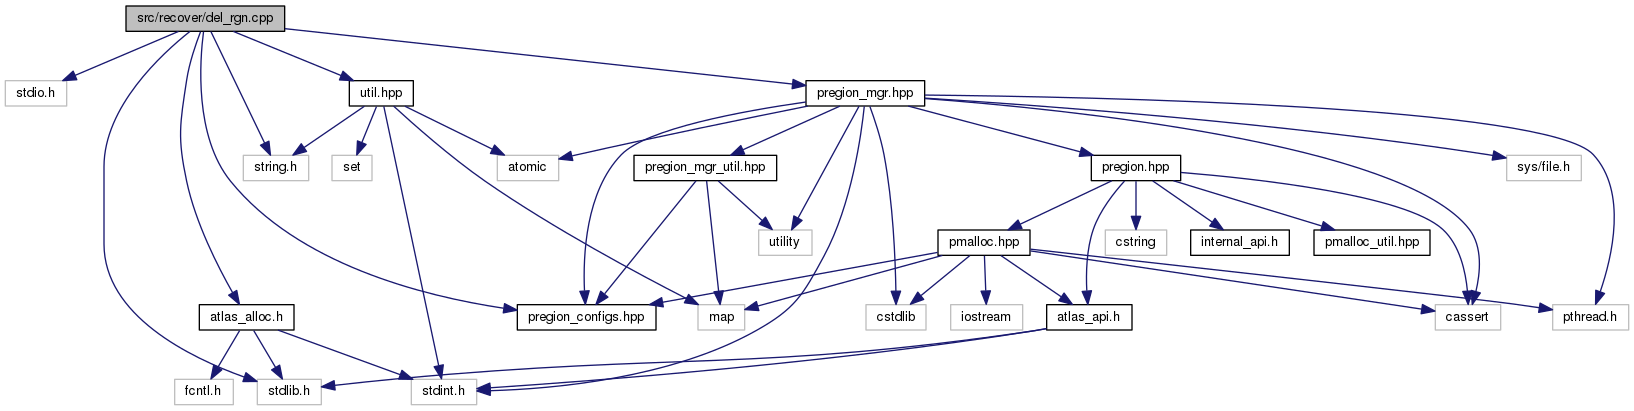 src/recover/del_rgn.cpp
stdio.h
util.hpp
pregion_mgr.hpp
string.h
set
atomic
pregion_mgr_util.hpp
pregion.hpp
sys/file.h
utility
pmalloc.hpp
cstring
internal_api.h
pmalloc_util.hpp
atlas_alloc.h
pregion_configs.hpp
map
cstdlib
iostream
atlas_api.h
cassert
pthread.h
fcntl.h
stdlib.h
stdint.h